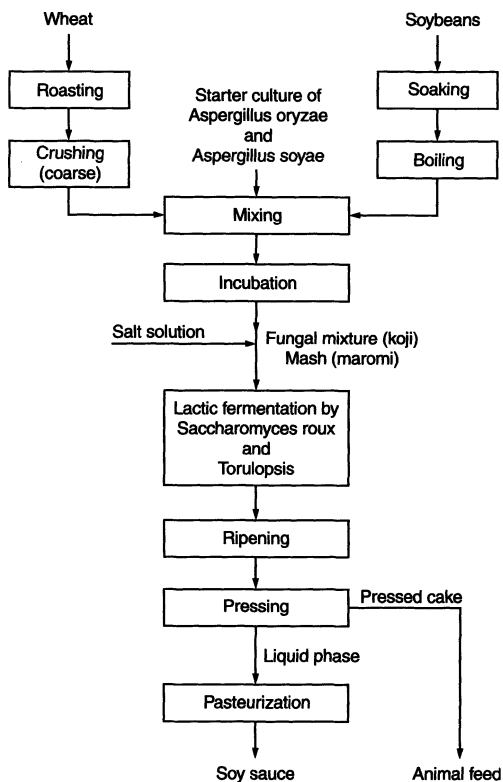 Wheat
Soybeans
Roasting
Soaking
Starter culture of
Aspergillus oryzae
and
Aspergillus soyae
Crushing
(coarse)
Boiling
Mixing
Incubation
Salt solution
Fungal mixture (koji)
Mash (maromi)
Lactic fermentation by
Saccharomyces roux
and
Torulopsis
Ripening
Pressing
Pressed cake
Liquid phase
Pasteurization
Soy sauce
Animal feed